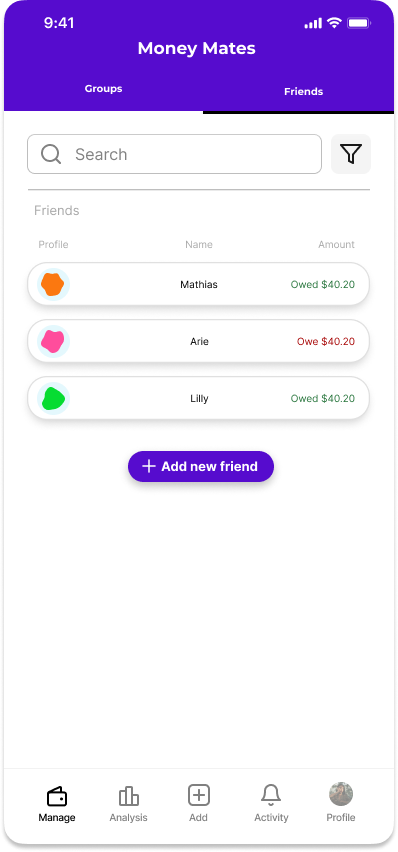 9:41
Money Mates
Groups Friends
Search
Friends
Profile Name Amount
Mathias Owed $40.20
Arie Owe $40.20
Lilly Owed $40.20
Add new friend
Manage Analysis Add Activity Profile